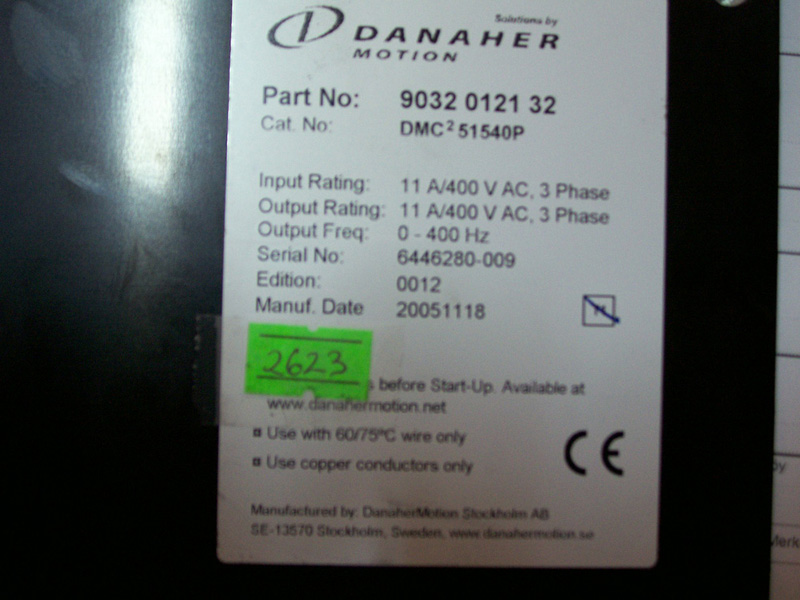 Solutions by
DANAHER
MOTION
Part No: 9032 0121 32
Cat. No: DMC² 51540P
Input Rating: 11 A/400 V AC, 3 Phase
Output Rating: 11 A/400 V AC, 3 Phase
Output Freq: 0 - 400 Hz
Serial No: 6446280-009
Edition: 0012
Manuf. Date 20051118
2623
before Start-Up. Available at
www.danahermotion.net
Use with 60/75ºC wire only
Use copper conductors only
CE
Manufactured by: DanaherMotion Stockholm AB
SE-13570 Stockholm, Sweden, www.danahermotion.se